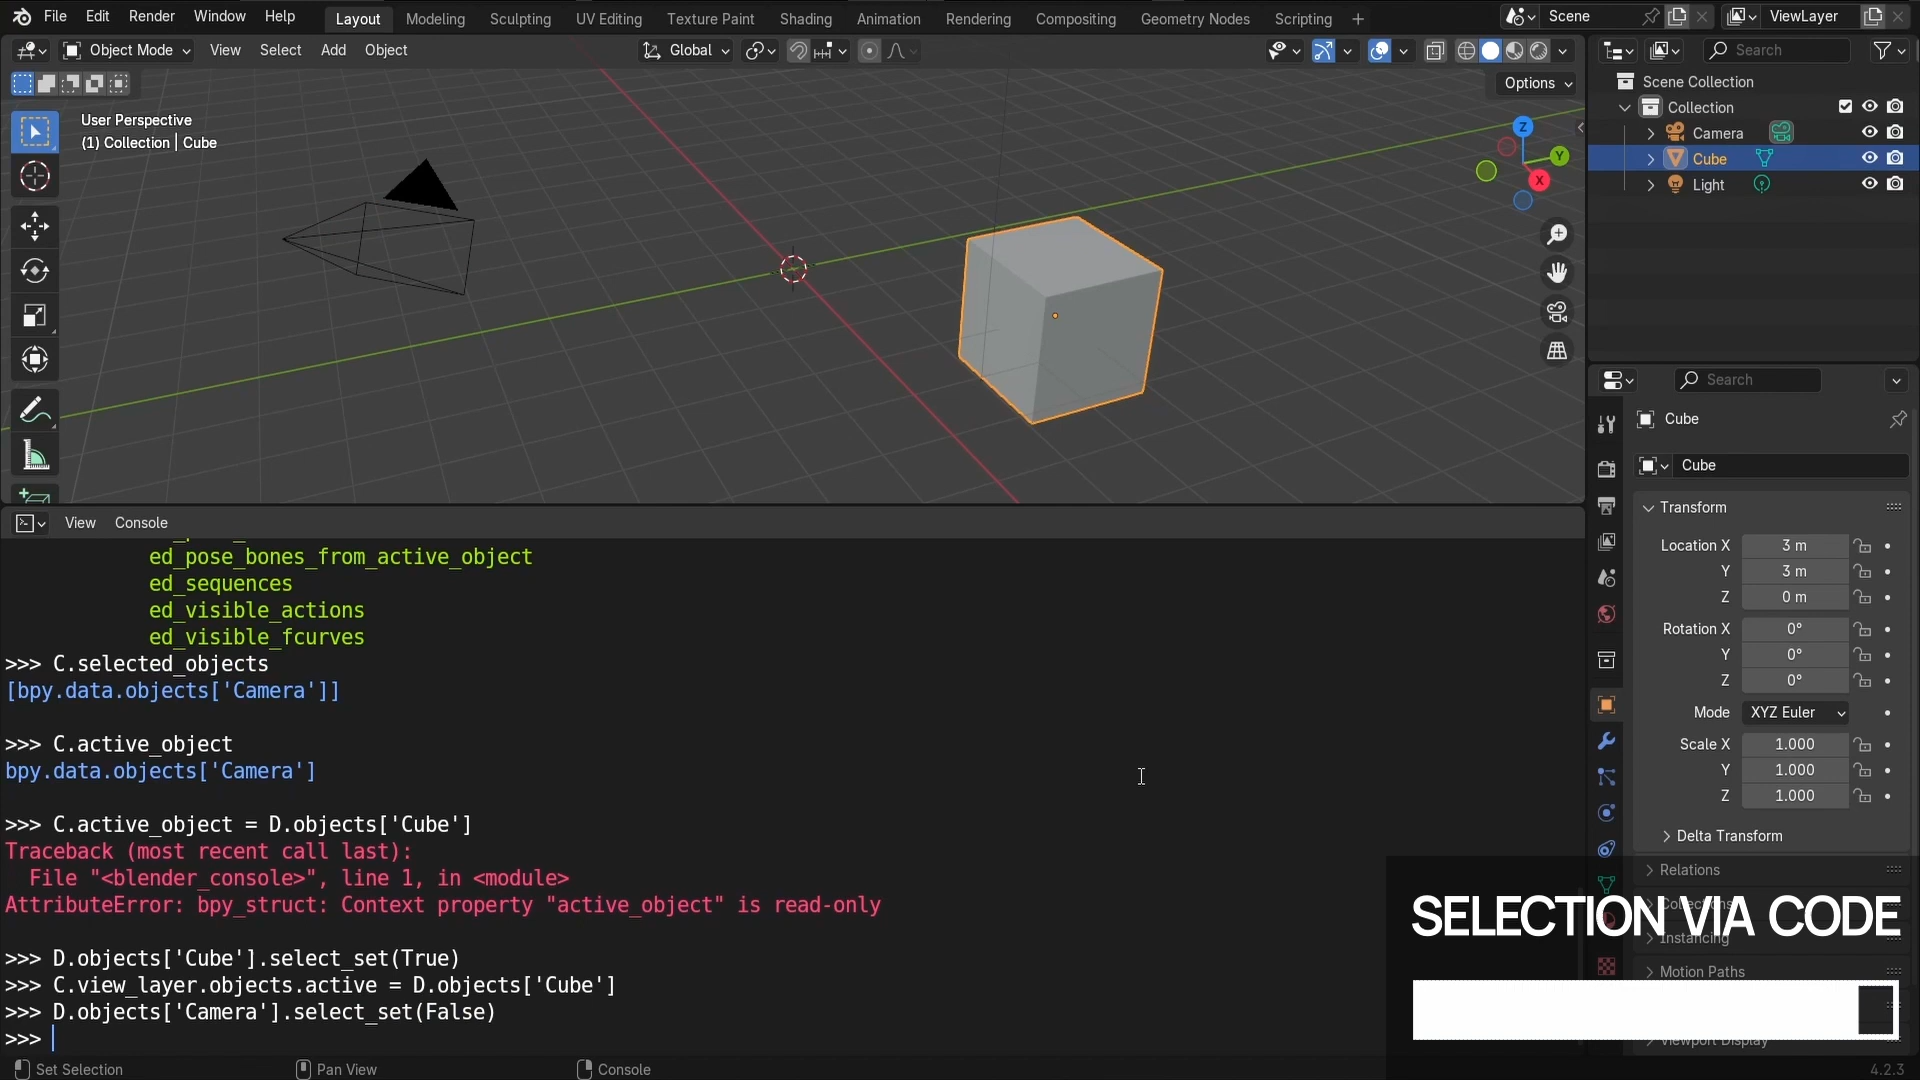 File Edit Render Window Help Layout Modeling Sculpting UV Editing Texture Paint Shading Animation Rendering Compositing Geometry Nodes Scripting + Scene ViewLayer
Object Mode View Select Add Object Global Search
Options
User Perspective
(1) Collection | Cube
Z
Y
X
Scene Collection
Collection
Camera
Cube
Light
Search
Cube
Cube
Transform
Location X 3 m
Y 3 m
Z 0 m
Rotation X 0°
Y 0°
Z 0°
Mode XYZ Euler
Scale X 1.000
Y 1.000
Z 1.000
Delta Transform
Relations
Collections
Instancing
Motion Paths
Viewport Display
View Console
ed_pose_bones_from_active_object
ed_sequences
ed_visible_actions
ed_visible_fcurves
>>> C.selected_objects
[bpy.data.objects['Camera']]
>>> C.active_object
bpy.data.objects['Camera']
>>> C.active_object = D.objects['Cube']
Traceback (most recent call last):
File "<blender_console>", line 1, in <module>
AttributeError: bpy_struct: Context property "active_object" is read-only
>>> D.objects['Cube'].select_set(True)
>>> C.view_layer.objects.active = D.objects['Cube']
>>> D.objects['Camera'].select_set(False)
>>>
SELECTION VIA CODE
Set Selection Pan View Console 4.2.3